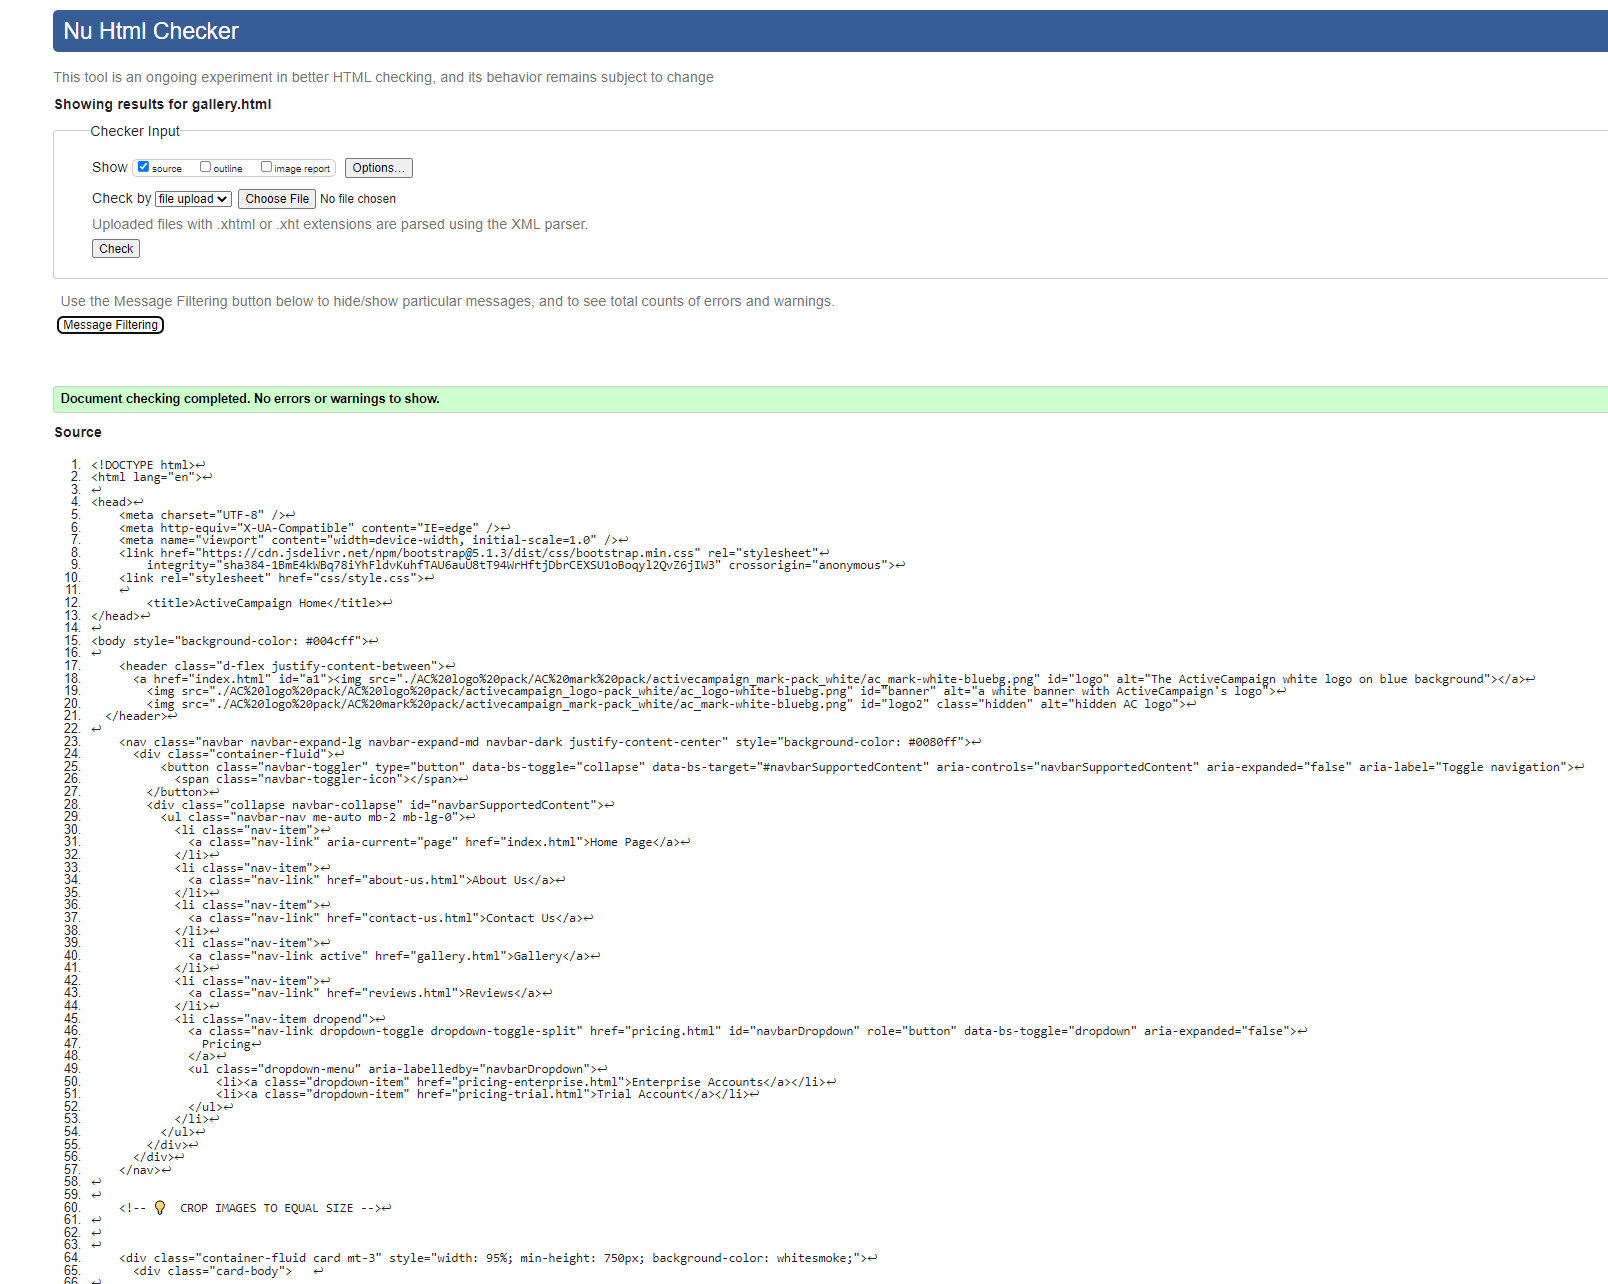 Nu Html Checker
This tool is an ongoing experiment in better HTML checking, and its behavior remains subject to change
Showing results for gallery.html
Checker Input
Show source outline image report Options...
Check by file upload Choose File No file chosen
Uploaded files with .xhtml or .xht extensions are parsed using the XML parser.
Check
Use the Message Filtering button below to hide/show particular messages, and to see total counts of errors and warnings.
Message Filtering
Document checking completed. No errors or warnings to show.
Source
1. <!DOCTYPE html>↩
2. <html lang="en">↩
3. ↩
4. <head>↩
5. <meta charset="UTF-8" />↩
6. <meta http-equiv="X-UA-Compatible" content="IE=edge" />↩
7. <meta name="viewport" content="width=device-width, initial-scale=1.0" />↩
8. <link href="https://cdn.jsdelivr.net/npm/bootstrap@5.1.3/dist/css/bootstrap.min.css" rel="stylesheet"↩
9. integrity="sha384-1BmE4kWBq78iYhFldvKuhfTAU6auU8tT94WrHftjDbrCEXSU1oBoqyl2QvZ6jIW3" crossorigin="anonymous">↩
10. <link rel="stylesheet" href="css/style.css">↩
11. ↩
12. <title>ActiveCampaign Home</title>↩
13. </head>↩
14. ↩
15. <body style="background-color: #004cff">↩
16. ↩
17. <header class="d-flex justify-content-between">↩
18. <a href="index.html" id="a1"><img src="./AC%20logo%20pack/AC%20mark%20pack/activecampaign_mark-pack_white/ac_mark-white-bluebg.png" id="logo" alt="The ActiveCampaign white logo on blue background"></a>↩
19. <img src="./AC%20logo%20pack/AC%20logo%20pack/activecampaign_logo-pack_white/ac_logo-white-bluebg.png" id="banner" alt="a white banner with ActiveCampaign's logo">↩
20. <img src="./AC%20logo%20pack/AC%20mark%20pack/activecampaign_mark-pack_white/ac_mark-white-bluebg.png" id="logo2" class="hidden" alt="hidden AC logo">↩
21. </header>↩
22. ↩
23. <nav class="navbar navbar-expand-lg navbar-expand-md navbar-dark justify-content-center" style="background-color: #0080ff">↩
24. <div class="container-fluid">↩
25. <button class="navbar-toggler" type="button" data-bs-toggle="collapse" data-bs-target="#navbarSupportedContent" aria-controls="navbarSupportedContent" aria-expanded="false" aria-label="Toggle navigation">↩
26. <span class="navbar-toggler-icon"></span>↩
27. </button>↩
28. <div class="collapse navbar-collapse" id="navbarSupportedContent">↩
29. <ul class="navbar-nav me-auto mb-2 mb-lg-0">↩
30. <li class="nav-item">↩
31. <a class="nav-link" aria-current="page" href="index.html">Home Page</a>↩
32. </li>↩
33. <li class="nav-item">↩
34. <a class="nav-link" href="about-us.html">About Us</a>↩
35. </li>↩
36. <li class="nav-item">↩
37. <a class="nav-link" href="contact-us.html">Contact Us</a>↩
38. </li>↩
39. <li class="nav-item">↩
40. <a class="nav-link active" href="gallery.html">Gallery</a>↩
41. </li>↩
42. <li class="nav-item">↩
43. <a class="nav-link" href="reviews.html">Reviews</a>↩
44. </li>↩
45. <li class="nav-item dropend">↩
46. <a class="nav-link dropdown-toggle dropdown-toggle-split" href="pricing.html" id="navbarDropdown" role="button" data-bs-toggle="dropdown" aria-expanded="false">↩
47. Pricing↩
48. </a>↩
49. <ul class="dropdown-menu" aria-labelledby="navbarDropdown">↩
50. <li><a class="dropdown-item" href="pricing-enterprise.html">Enterprise Accounts</a></li>↩
51. <li><a class="dropdown-item" href="pricing-trial.html">Trial Account</a></li>↩
52. </ul>↩
53. </li>↩
54. </ul>↩
55. </div>↩
56. </div>↩
57. </nav>↩
58. ↩
59. ↩
60. <!-- 💡 CROP IMAGES TO EQUAL SIZE -->↩
61. ↩
62. ↩
63. ↩
64. <div class="container-fluid card mt-3" style="width: 95%; min-height: 750px; background-color: whitesmoke;">↩
65. <div class="card-body"> ↩
66. ↩